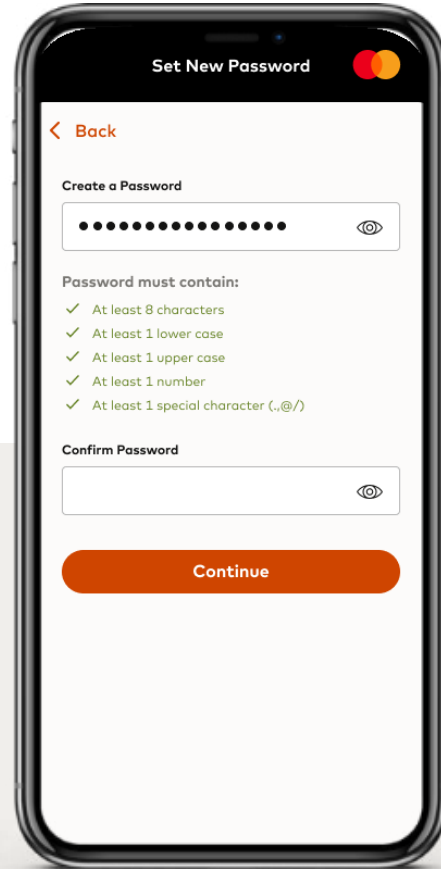 Set New Password
Back
Create a Password
••••••••••••••••
Password must contain:
At least 8 characters
At least 1 lower case
At least 1 upper case
At least 1 number
At least 1 special character (.,@/)
Confirm Password
Continue